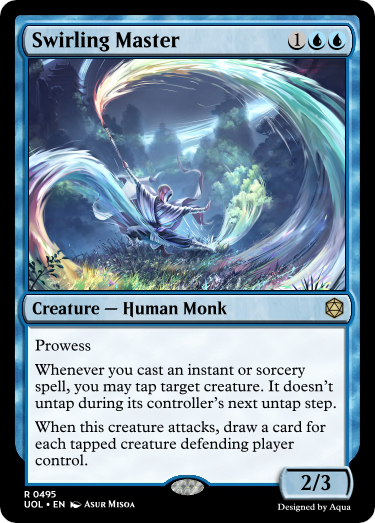 Swirling Master 1
Creature — Human Monk
Prowess
Whenever you cast an instant or sorcery
spell, you may tap target creature. It doesn't
untap during its controller's next untap step.
When this creature attacks, draw a card for
each tapped creature defending player
control.
2/3
R 0495
UOL • EN Asur Misoa
Designed by Aqua